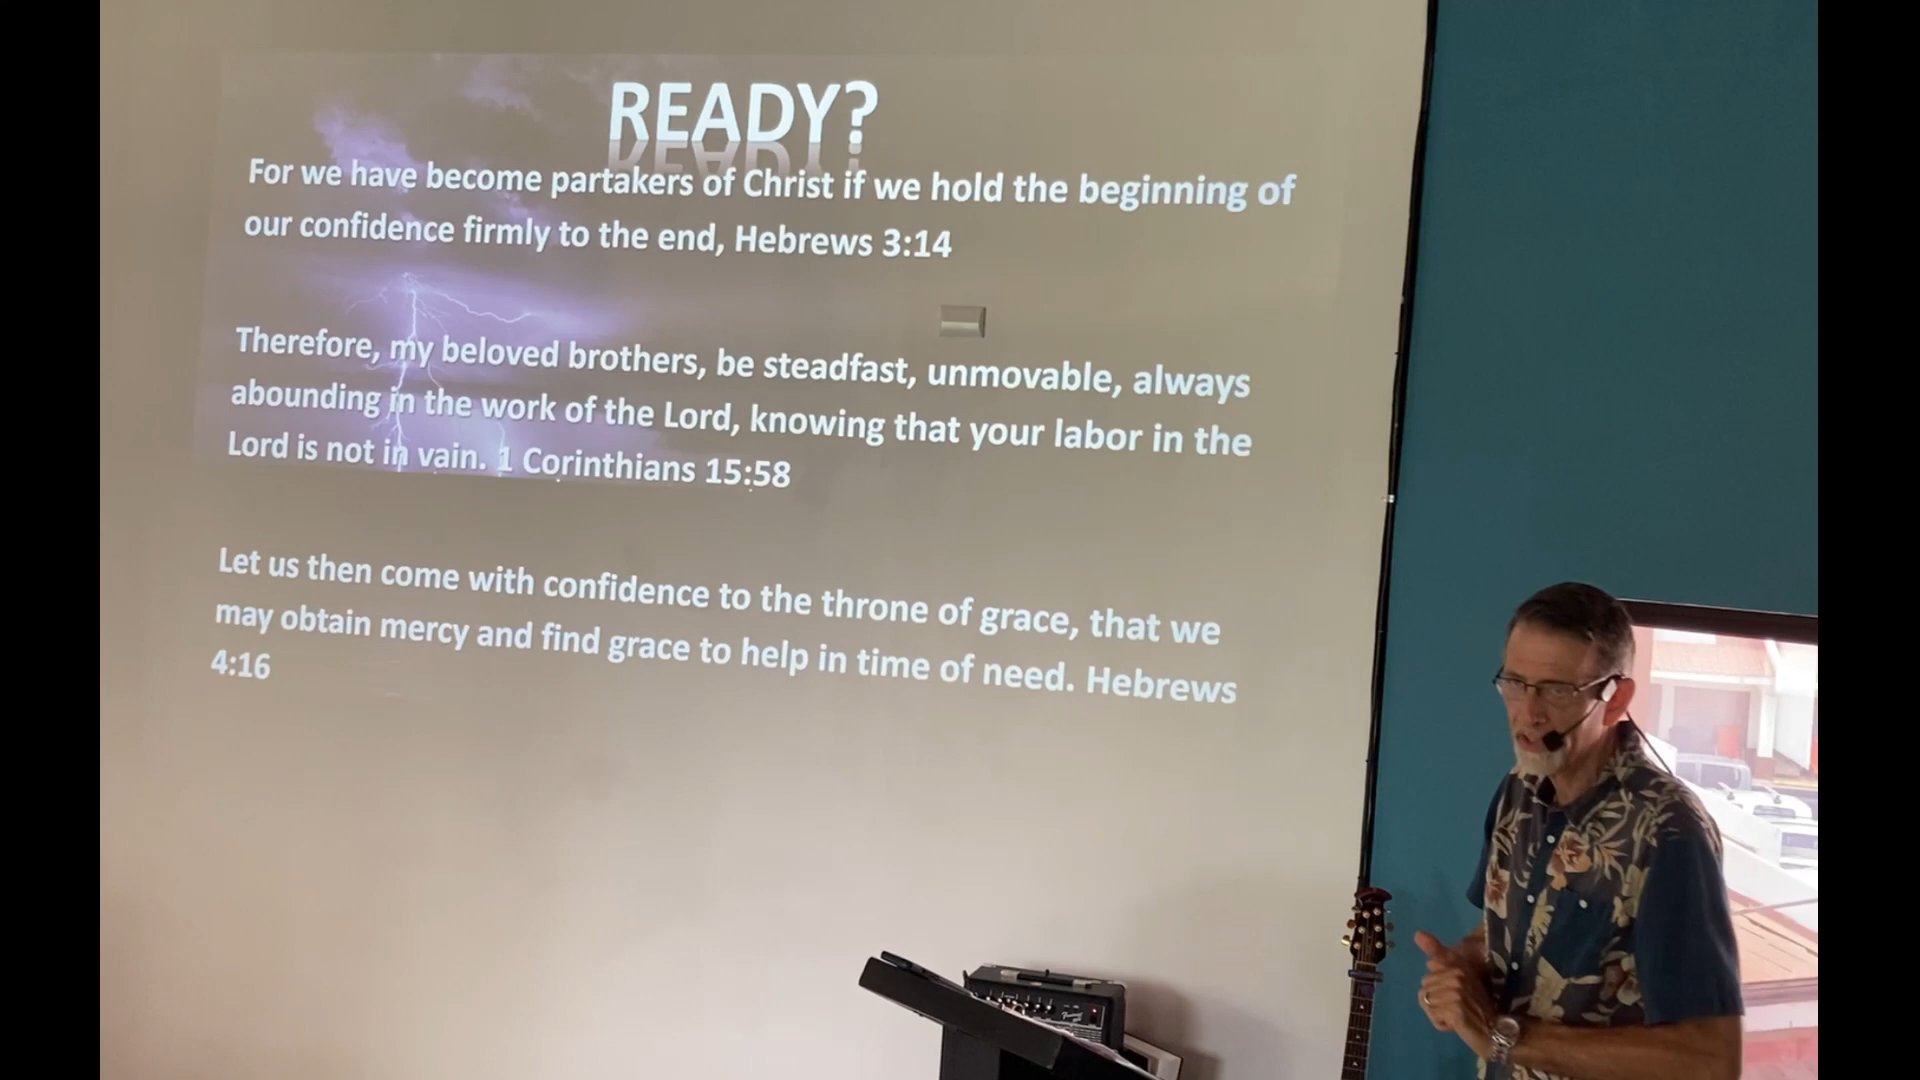 READY?
For we have become partakers of Christ if we hold the beginning of
our confidence firmly to the end, Hebrews 3:14
Therefore, my beloved brothers, be steadfast, unmovable, always
abounding in the work of the Lord, knowing that your labor in the
Lord is not in vain. 1 Corinthians 15:58
Let us then come with confidence to the throne of grace, that we
may obtain mercy and find grace to help in time of need. Hebrews
4:16